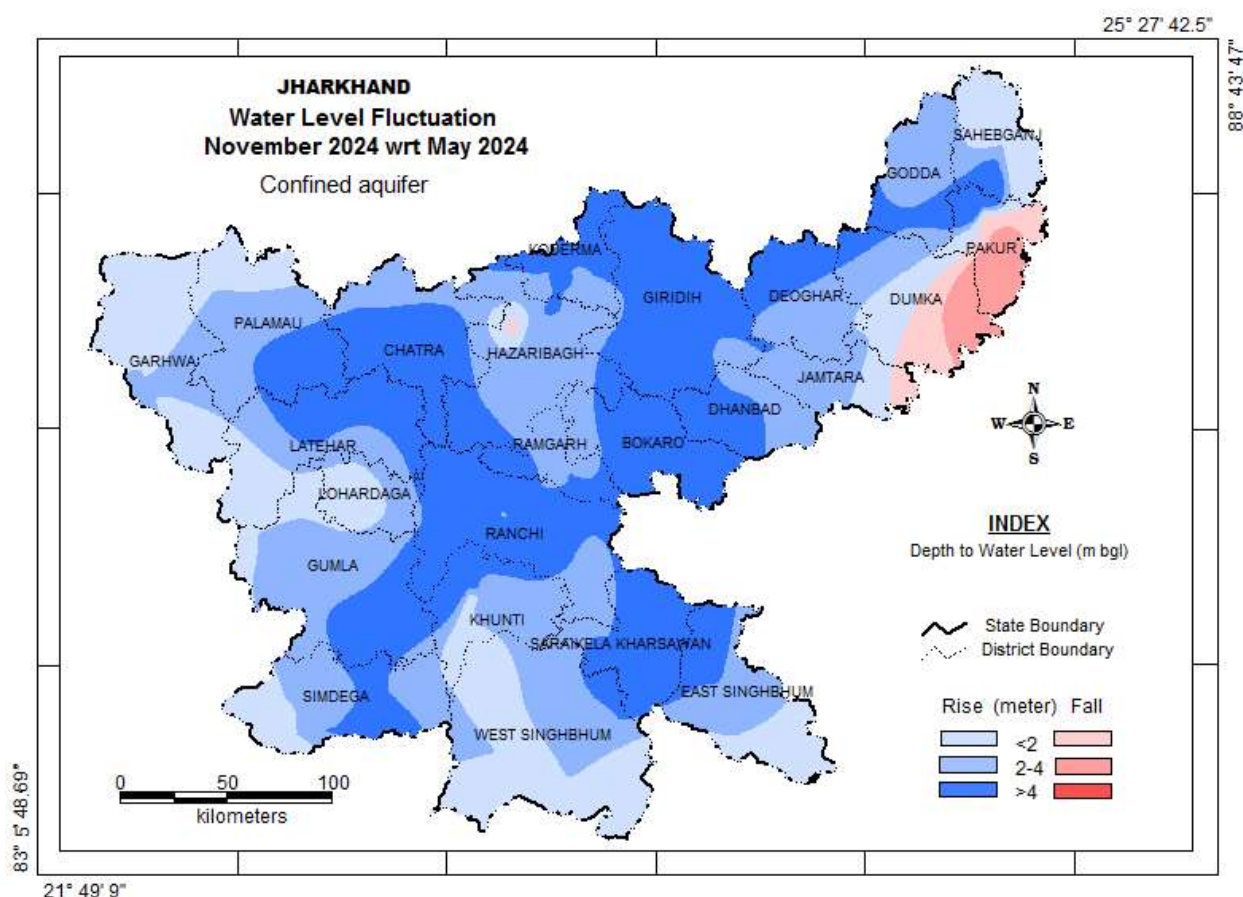 25° 27' 42.5"
88° 43' 47"
JHARKHAND
Water Level Fluctuation
November 2024 wrt May 2024
Confined aquifer
SAHEBGANJ
GODDA
KODERMA
PAKUR
GIRIDIH
DEOGHAR
DUMKA
PALAMAU
CHATRA
HAZARIBAGH
GARHWA
JAMTARA
DHANBAD
N
W E
S
LATEHAR
RAMGARH
BOKARO
LOHARDAGA
RANCHI
INDEX
Depth to Water Level (m bgl)
GUMLA
KHUNTI
State Boundary
SARAIKELA KHARSAWAN
District Boundary
SIMDEGA
EAST SINGHBHUM
WEST SINGHBHUM
Rise (meter) Fall
<2
2-4
>4
0 50 100
kilometers
83° 5' 48.69"
21° 49' 9"